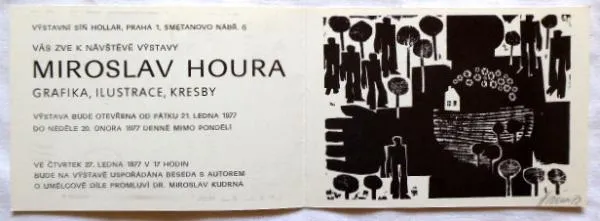 VÝSTAVNÍ SÍŇ HOLLAR, PRAHA 1, SMETANOVO NÁBŘ. 6
VÁS ZVE K NÁVŠTĚVĚ VÝSTAVY
MIROSLAV HOURA
GRAFIKA, ILUSTRACE, KRESBY
VÝSTAVA BUDE OTEVŘENA OD PÁTKU 21. LEDNA 1977
DO NEDĚLE 20. ÚNORA 1977 DENNĚ MIMO PONDĚLÍ
VE ČTVRTEK 27. LEDNA 1977 V 17 HODIN
BUDE NA VÝSTAVĚ USPOŘÁDÁNA BESEDA S AUTOREM
O UMĚLCOVĚ DÍLE PROMLUVÍ DR. MIROSLAV KUDRNA